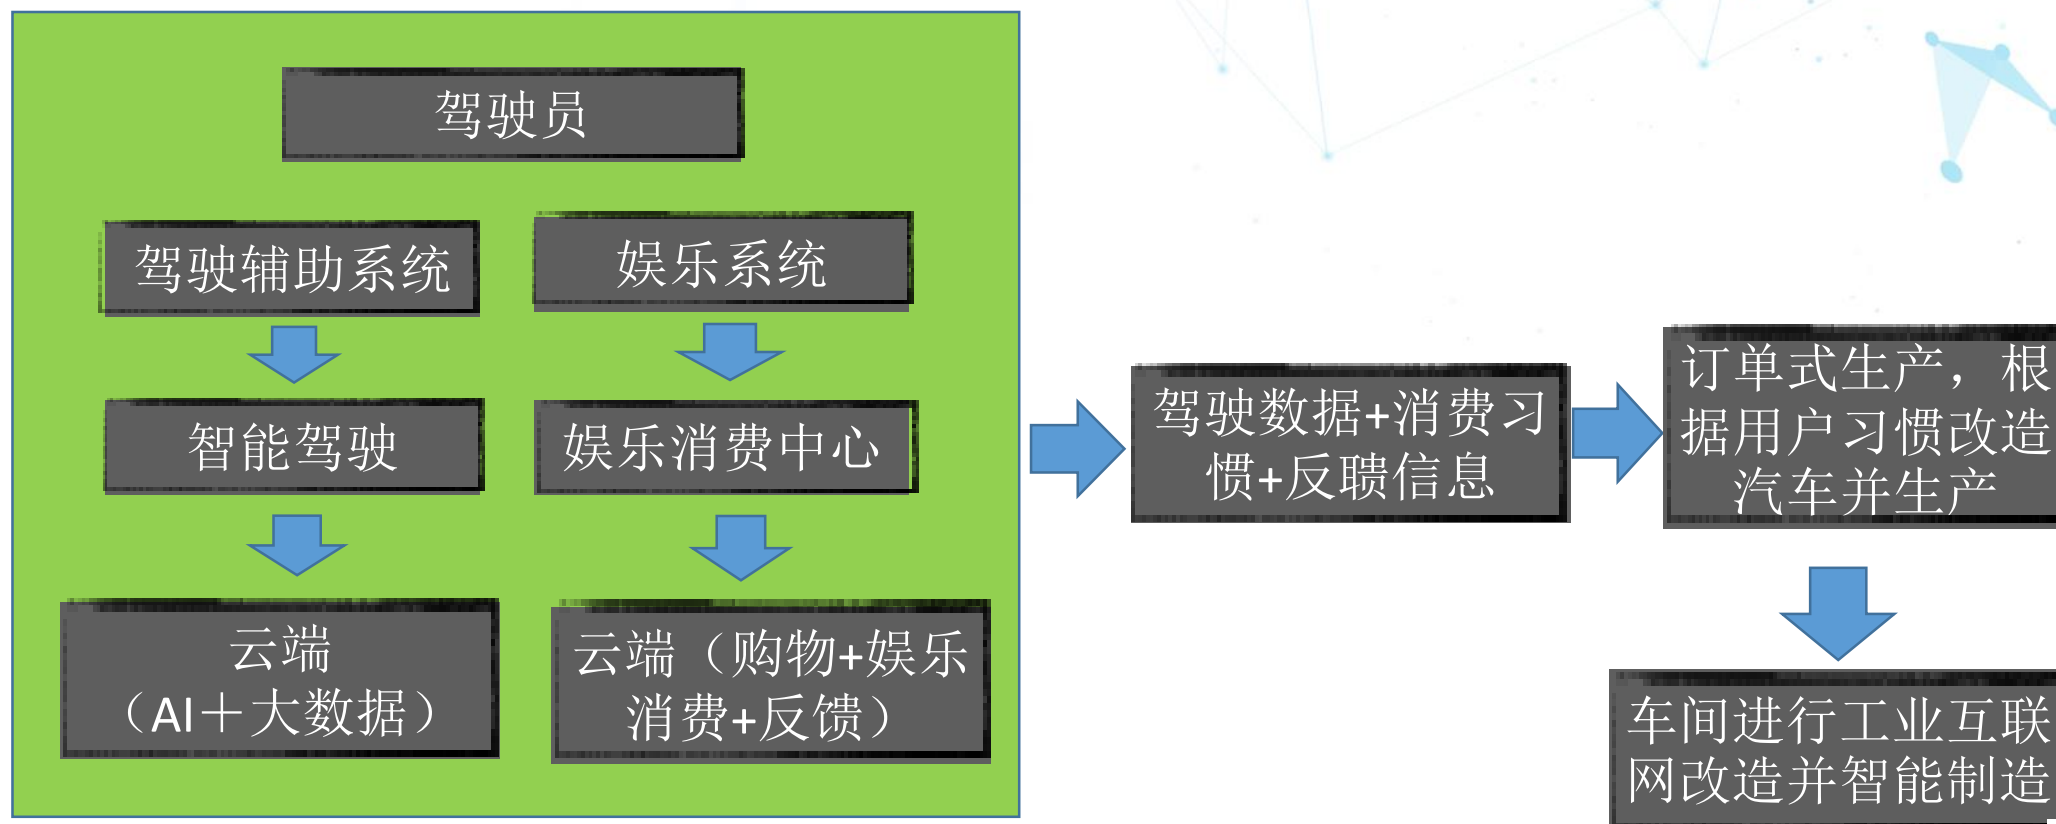 驾驶员
驾驶辅助系统
娱乐系统
智能驾驶
娱乐消费中心
云端
（AI＋大数据）
云端（购物+娱乐
消费+反馈）
驾驶数据+消费习
惯+反聩信息
订单式生产，根
据用户习惯改造
汽车并生产
车间进行工业互联
网改造并智能制造